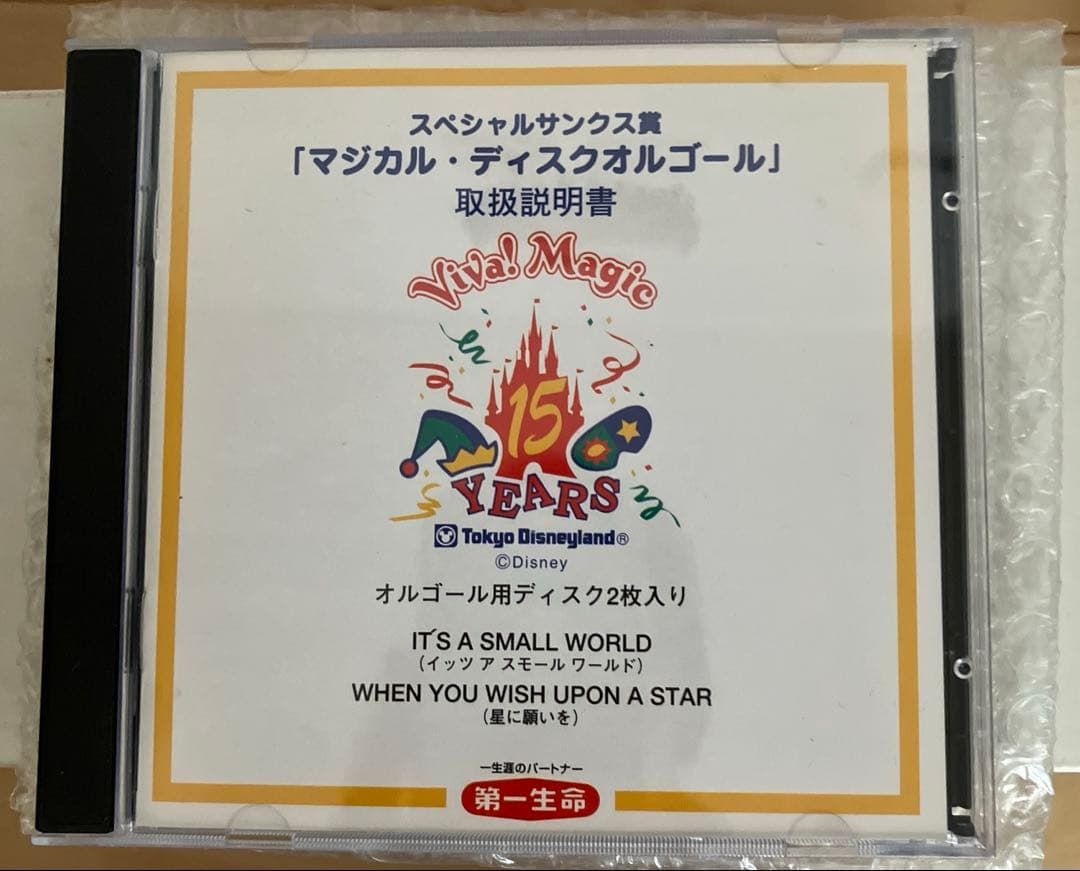 スペシャルサンクス賞
「マジカル・ディスクオルゴール」
取扱説明書
Viva! Magic
15
YEARS
Tokyo Disneyland®
©Disney
オルゴール用ディスク2枚入り
IT'S A SMALL WORLD
(イッツ ア スモール ワールド)
WHEN YOU WISH UPON A STAR
(星に願いを)
一生涯のパートナー
第一生命